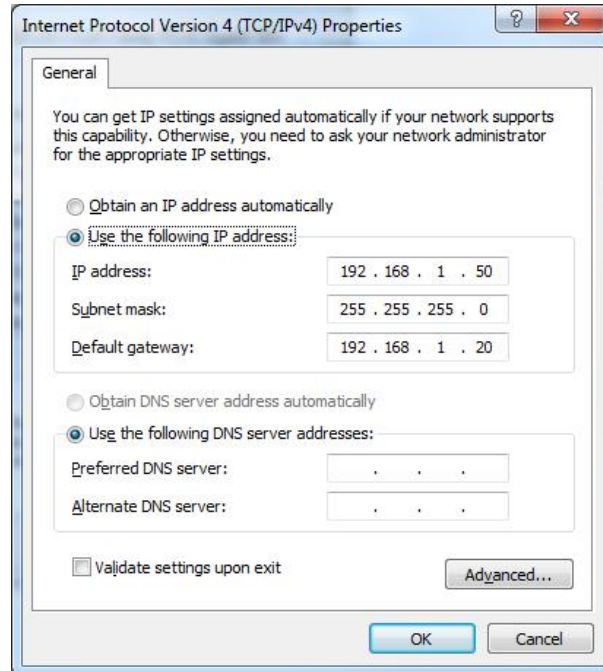 Internet Protocol Version 4 (TCP/IPv4) Properties
General
You can get IP settings assigned automatically if your network supports
this capability. Otherwise, you need to ask your network administrator
for the appropriate IP settings.
Obtain an IP address automatically
Use the following IP address:
IP address: 192 . 168 . 1 . 50
Subnet mask: 255 . 255 . 255 . 0
Default gateway: 192 . 168 . 1 . 20
Obtain DNS server address automatically
Use the following DNS server addresses:
Preferred DNS server: . . .
Alternate DNS server: . . .
Validate settings upon exit
Advanced...
OK Cancel